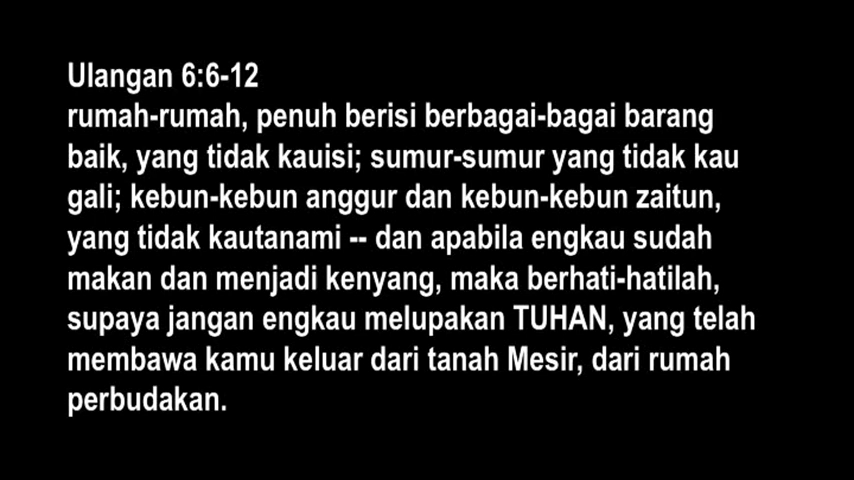 Ulangan 6:6-12
rumah-rumah, penuh berisi berbagai-bagai barang
baik, yang tidak kauisi; sumur-sumur yang tidak kau
gali; kebun-kebun anggur dan kebun-kebun zaitun,
yang tidak kautanami -- dan apabila engkau sudah
makan dan menjadi kenyang, maka berhati-hatilah,
supaya jangan engkau melupakan TUHAN, yang telah
membawa kamu keluar dari tanah Mesir, dari rumah
perbudakan.